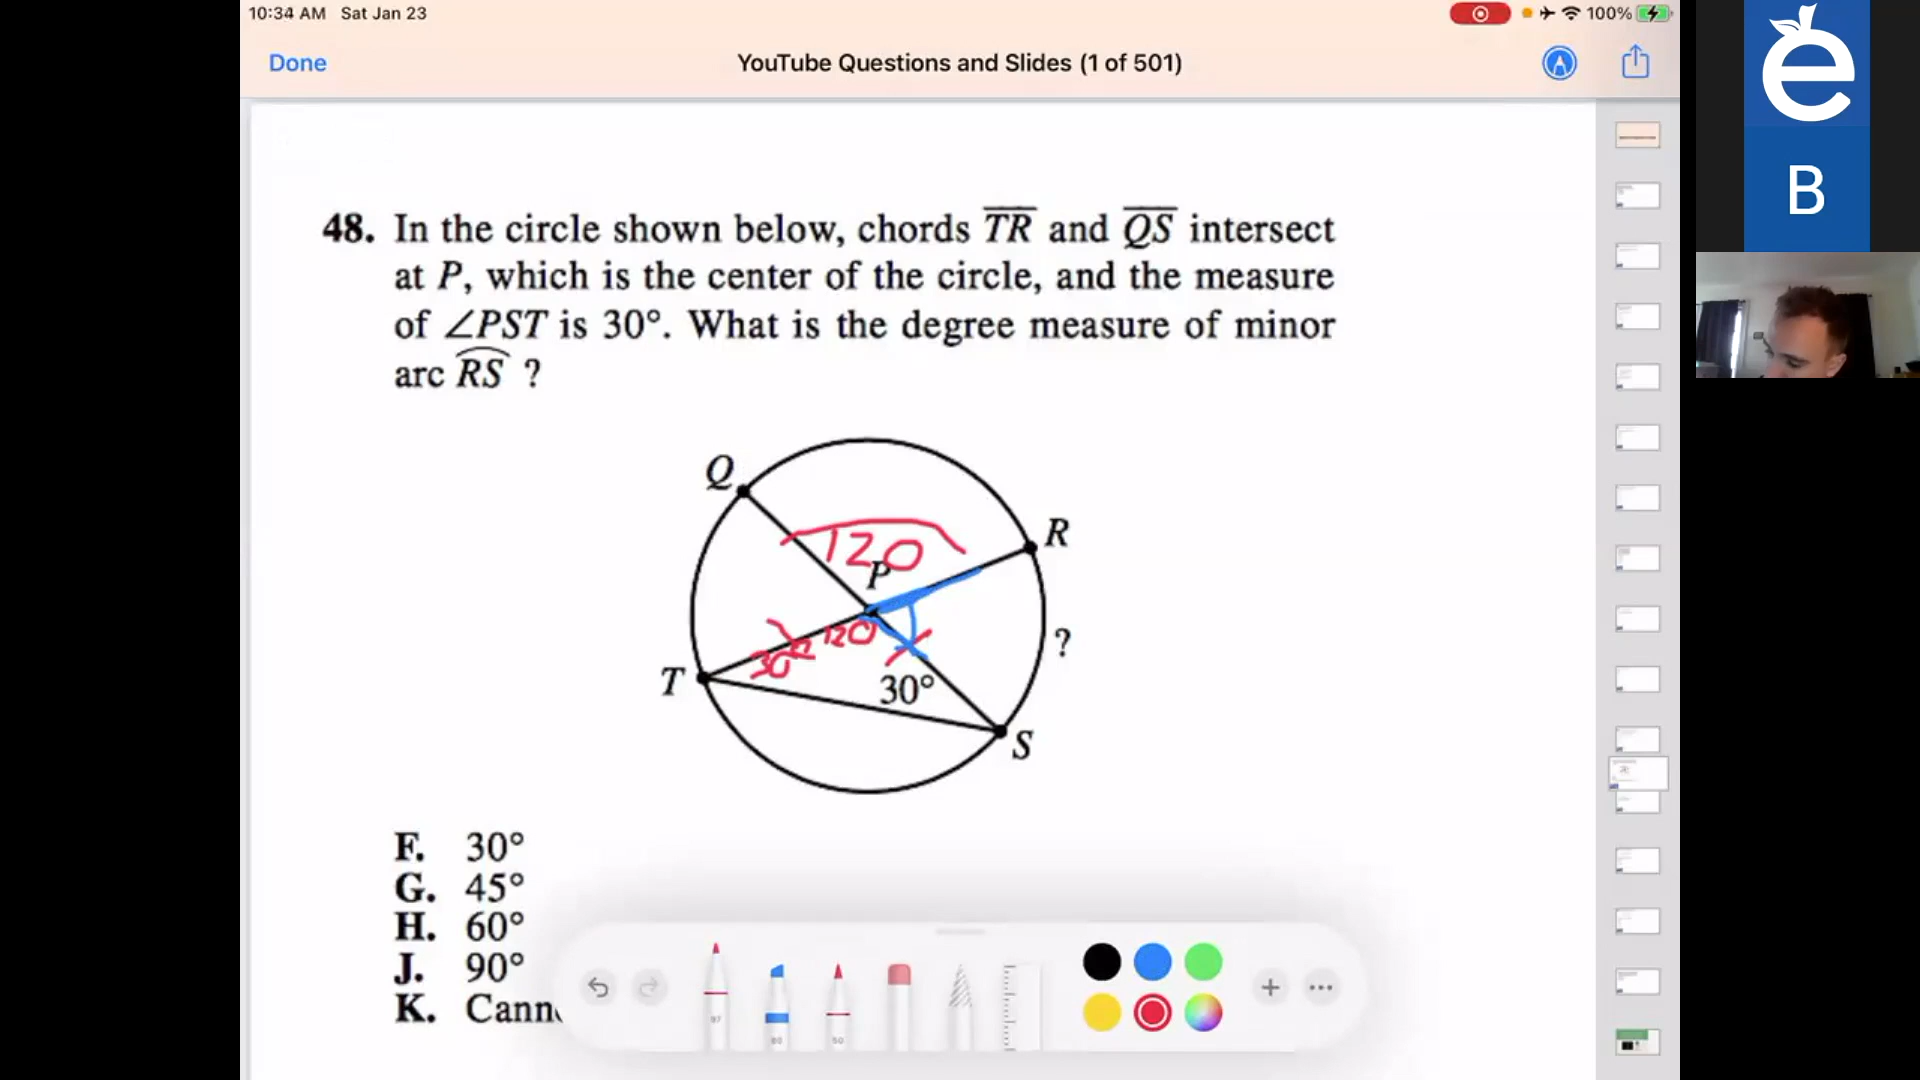 10:34 AM Sat Jan 23
100%
Done
YouTube Questions and Slides (1 of 501)
e
B
48. In the circle shown below, chords TR and QS intersect
at P, which is the center of the circle, and the measure
of ∠PST is 30°. What is the degree measure of minor
arc RS ?
Q
R
120
P
120
30
?
T
30°
S
F. 30°
G. 45°
H. 60°
J. 90°
K. Cann
97
80
50